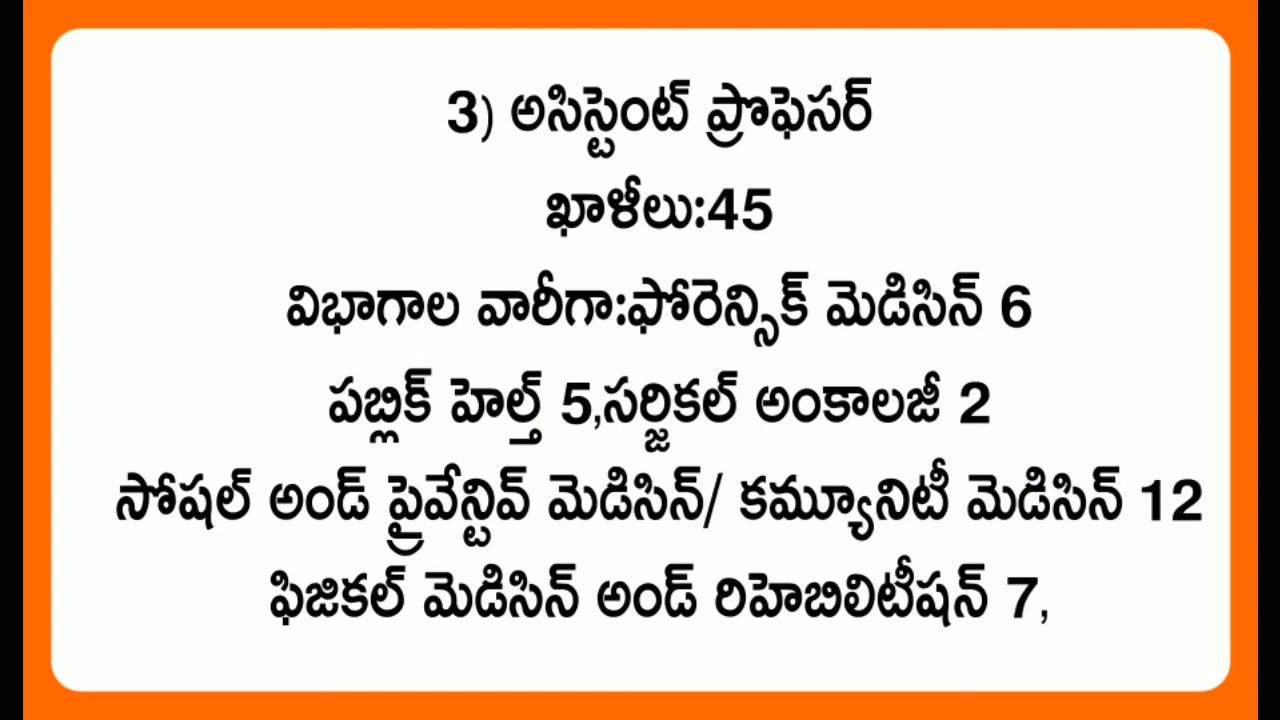 3) అసిస్టెంట్ ప్రొఫెసర్
ఖాళీలు:45
విభాగాల వారీగా:ఫోరెన్సిక్ మెడిసిన్ 6
పబ్లిక్ హెల్త్ 5,సర్జికల్ అంకాలజీ 2
సోషల్ అండ్ ప్రైవేన్టివ్ మెడిసిన్/ కమ్యూనిటీ మెడిసిన్ 12
ఫిజికల్ మెడిసిన్ అండ్ రిహెబిలిటీషన్ 7,